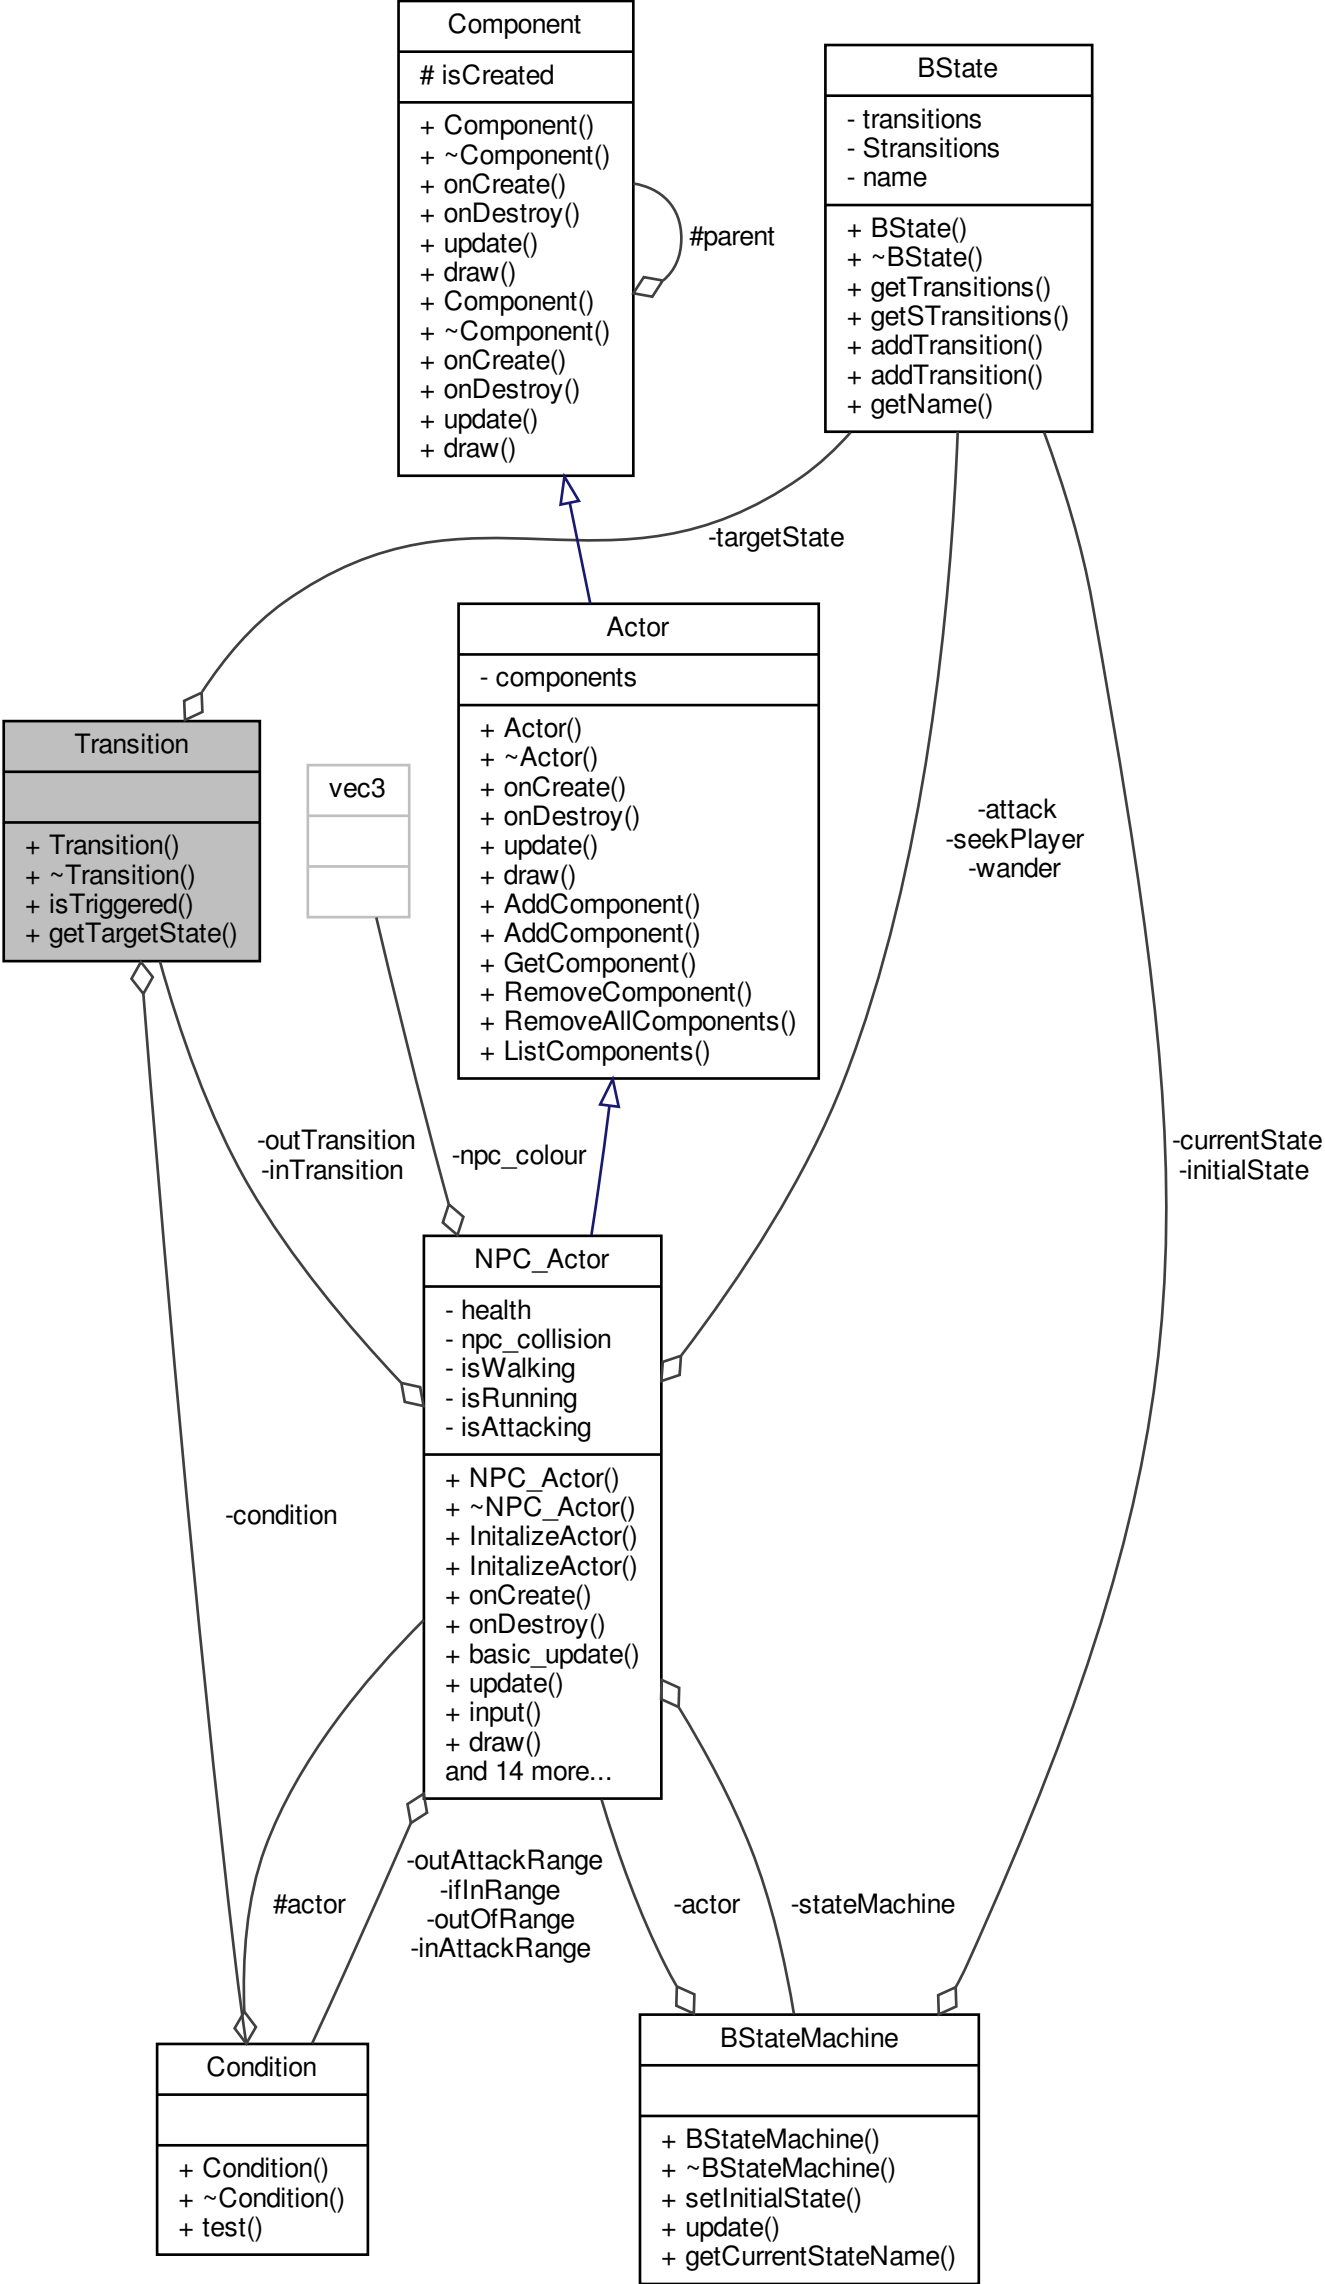 Component
# isCreated
+ Component()
+ ~Component()
+ onCreate()
+ onDestroy()
+ update()
+ draw()
+ Component()
+ ~Component()
+ onCreate()
+ onDestroy()
+ update()
+ draw()
#parent
BState
- transitions
- Stransitions
- name
+ BState()
+ ~BState()
+ getTransitions()
+ getSTransitions()
+ addTransition()
+ addTransition()
+ getName()
-targetState
Actor
- components
+ Actor()
+ ~Actor()
+ onCreate()
+ onDestroy()
+ update()
+ draw()
+ AddComponent()
+ AddComponent()
+ GetComponent()
+ RemoveComponent()
+ RemoveAllComponents()
+ ListComponents()
Transition
+ Transition()
+ ~Transition()
+ isTriggered()
+ getTargetState()
vec3
-attack
-seekPlayer
-wander
-outTransition
-inTransition
-npc_colour
-currentState
-initialState
NPC_Actor
- health
- npc_collision
- isWalking
- isRunning
- isAttacking
+ NPC_Actor()
+ ~NPC_Actor()
+ InitalizeActor()
+ InitalizeActor()
+ onCreate()
+ onDestroy()
+ basic_update()
+ update()
+ input()
+ draw()
and 14 more...
-condition
#actor
-outAttackRange
-ifInRange
-outOfRange
-inAttackRange
-actor
-stateMachine
Condition
+ Condition()
+ ~Condition()
+ test()
BStateMachine
+ BStateMachine()
+ ~BStateMachine()
+ setInitialState()
+ update()
+ getCurrentStateName()